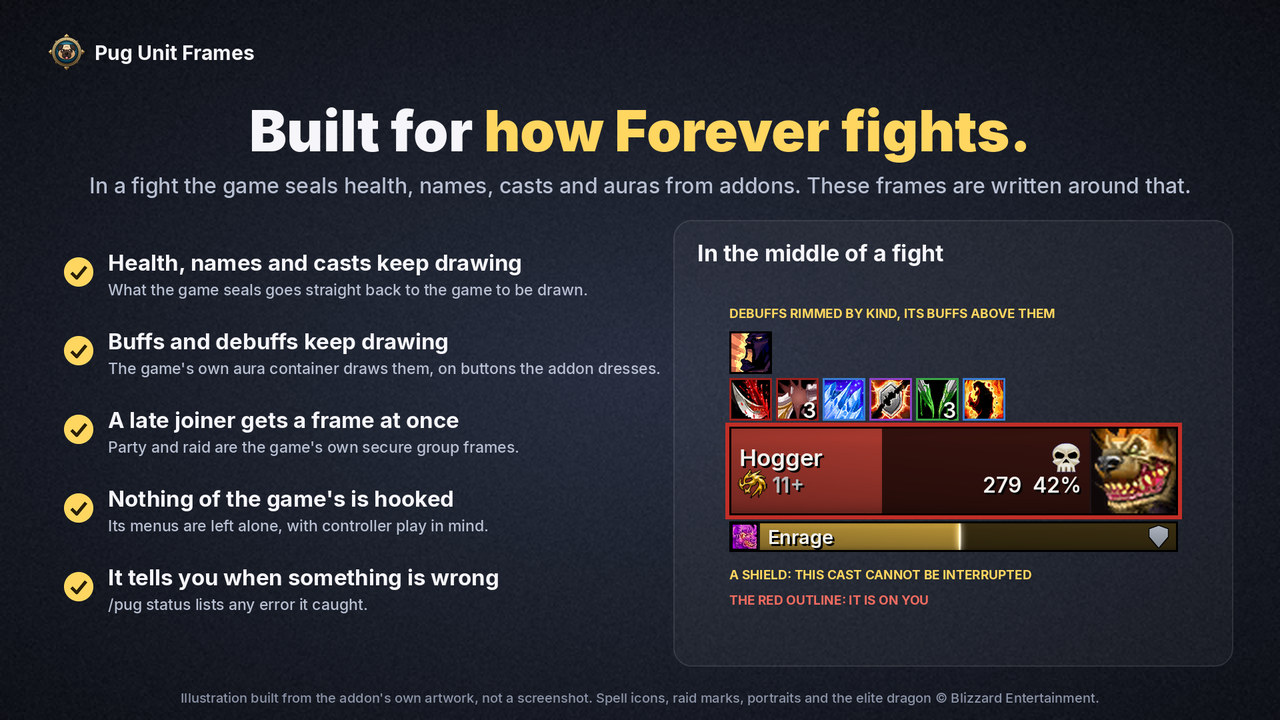 Pug Unit Frames
Built for how Forever fights.
In a fight the game seals health, names, casts and auras from addons. These frames are written around that.
Health, names and casts keep drawing
What the game seals goes straight back to the game to be drawn.
Buffs and debuffs keep drawing
The game's own aura container draws them, on buttons the addon dresses.
A late joiner gets a frame at once
Party and raid are the game's own secure group frames.
Nothing of the game's is hooked
Its menus are left alone, with controller play in mind.
It tells you when something is wrong
/pug status lists any error it caught.
In the middle of a fight
DEBUFFS RIMMED BY KIND, ITS BUFFS ABOVE THEM
3 3
Hogger
11+ 279 42%
Enrage
A SHIELD: THIS CAST CANNOT BE INTERRUPTED
THE RED OUTLINE: IT IS ON YOU
Illustration built from the addon's own artwork, not a screenshot. Spell icons, raid marks, portraits and the elite dragon © Blizzard Entertainment.